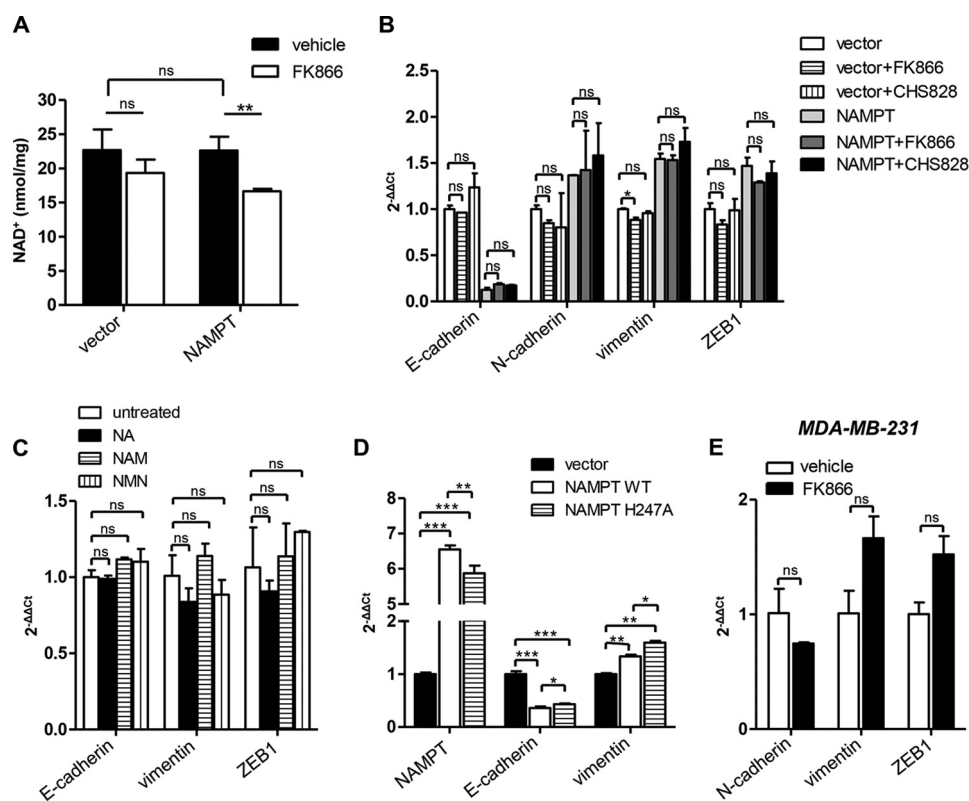 A
vehicle
FK866
ns
ns
**
30
25
20
15
10
5
0
NAD+ (nmol/mg)
vector
NAMPT
B
vector
vector+FK866
vector+CHS828
NAMPT
NAMPT+FK866
NAMPT+CHS828
2.5
2.0
1.5
1.0
0.5
0.0
2-ΔΔCt
ns
ns
ns
ns
ns
ns
ns
ns
ns
*
ns
ns
ns
ns
ns
ns
E-cadherin
N-cadherin
vimentin
ZEB1
C
untreated
NA
NAM
NMN
1.5
1.0
0.5
0.0
2-ΔΔCt
ns
ns
ns
ns
ns
ns
ns
ns
ns
E-cadherin
vimentin
ZEB1
D
vector
NAMPT WT
NAMPT H247A
8
7
6
5
2
1
0
2-ΔΔCt
**
***
***
***
***
*
*
**
**
NAMPT
E-cadherin
vimentin
MDA-MB-231
E
vehicle
FK866
2
1
0
2-ΔΔCt
ns
ns
ns
N-cadherin
vimentin
ZEB1